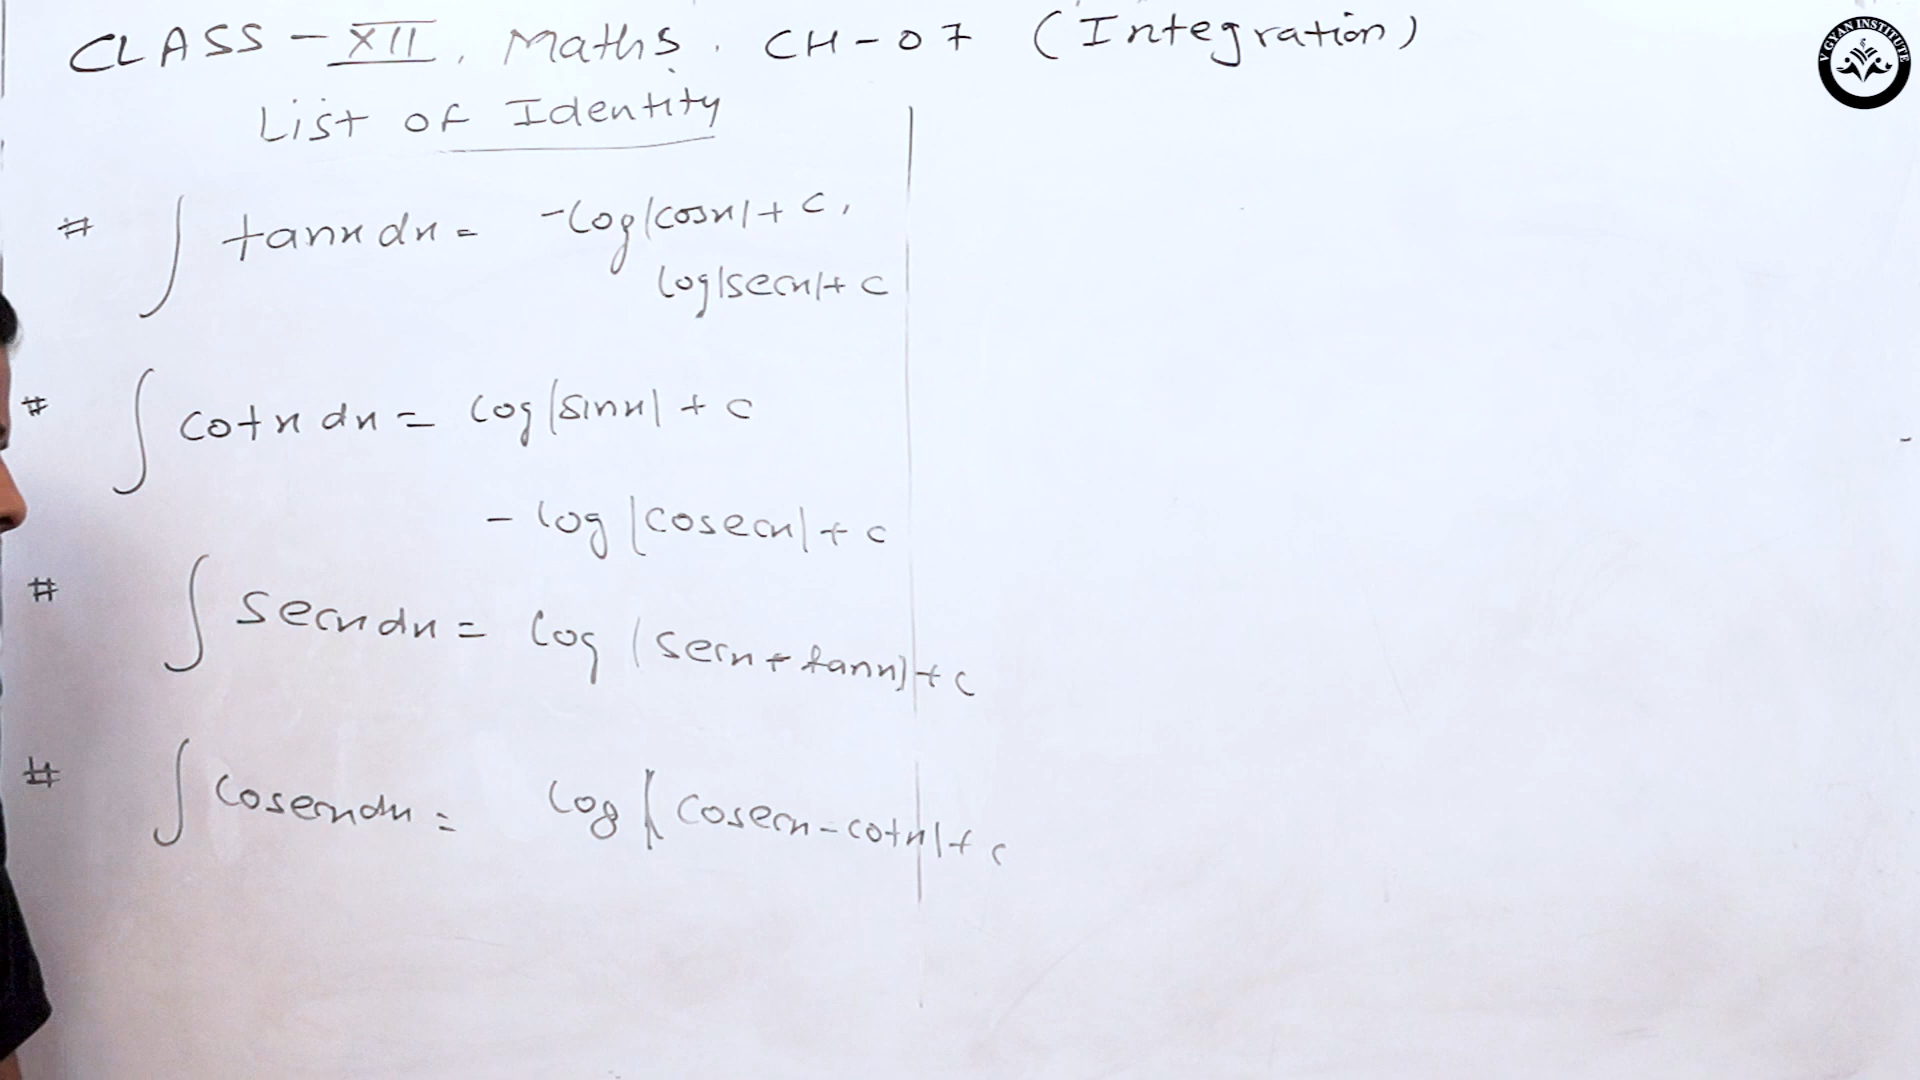 CLASS - XII, Maths. CH-07 (Integration)
V GYAN INSTITUTE
List of Identity
# ∫ tanx dx = -log|cosx| + c,
log|secx| + c
# ∫ cotx dx = log|sinx| + c
- log |cosecx| + c
# ∫ secx dx = log |secx + tanx| + c
# ∫ cosecx dx = log |cosecx - cotx| + c